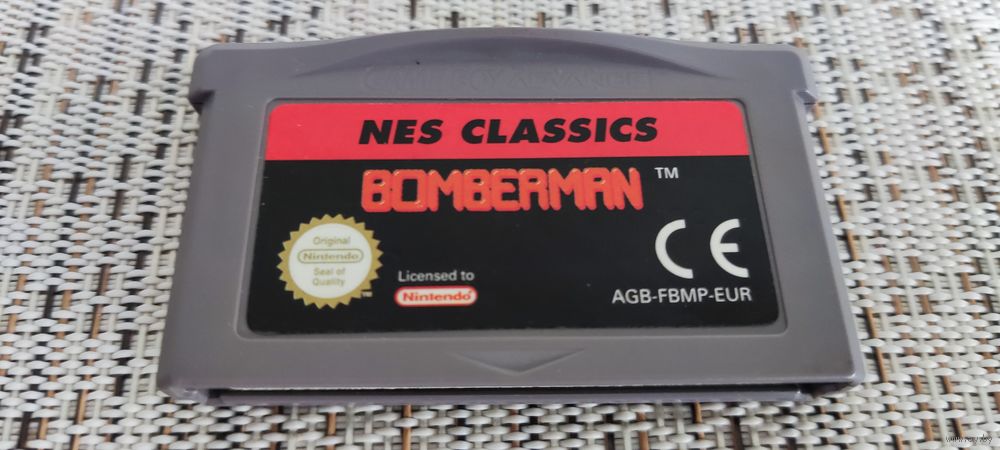 GAME BOY ADVANCE
NES CLASSICS
BOMBERMAN ™
Original
Nintendo
Seal of
Quality
™
Licensed to
Nintendo
CE
AGB-FBMP-EUR